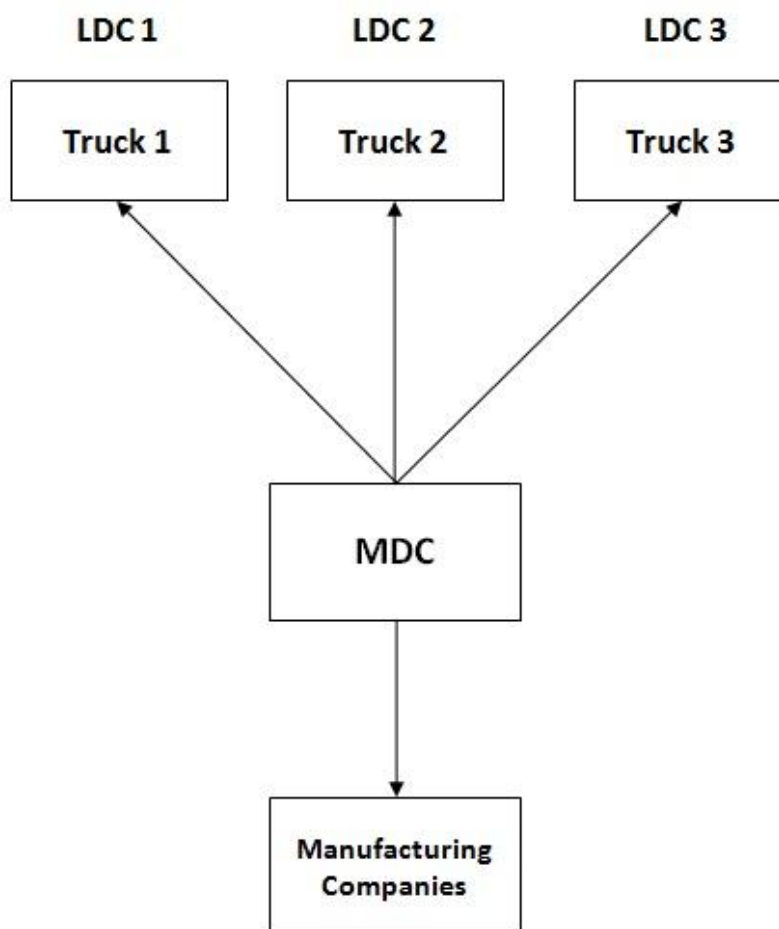 LDC 1
LDC 2
LDC 3
Truck 1
Truck 2
Truck 3
MDC
Manufacturing
Companies